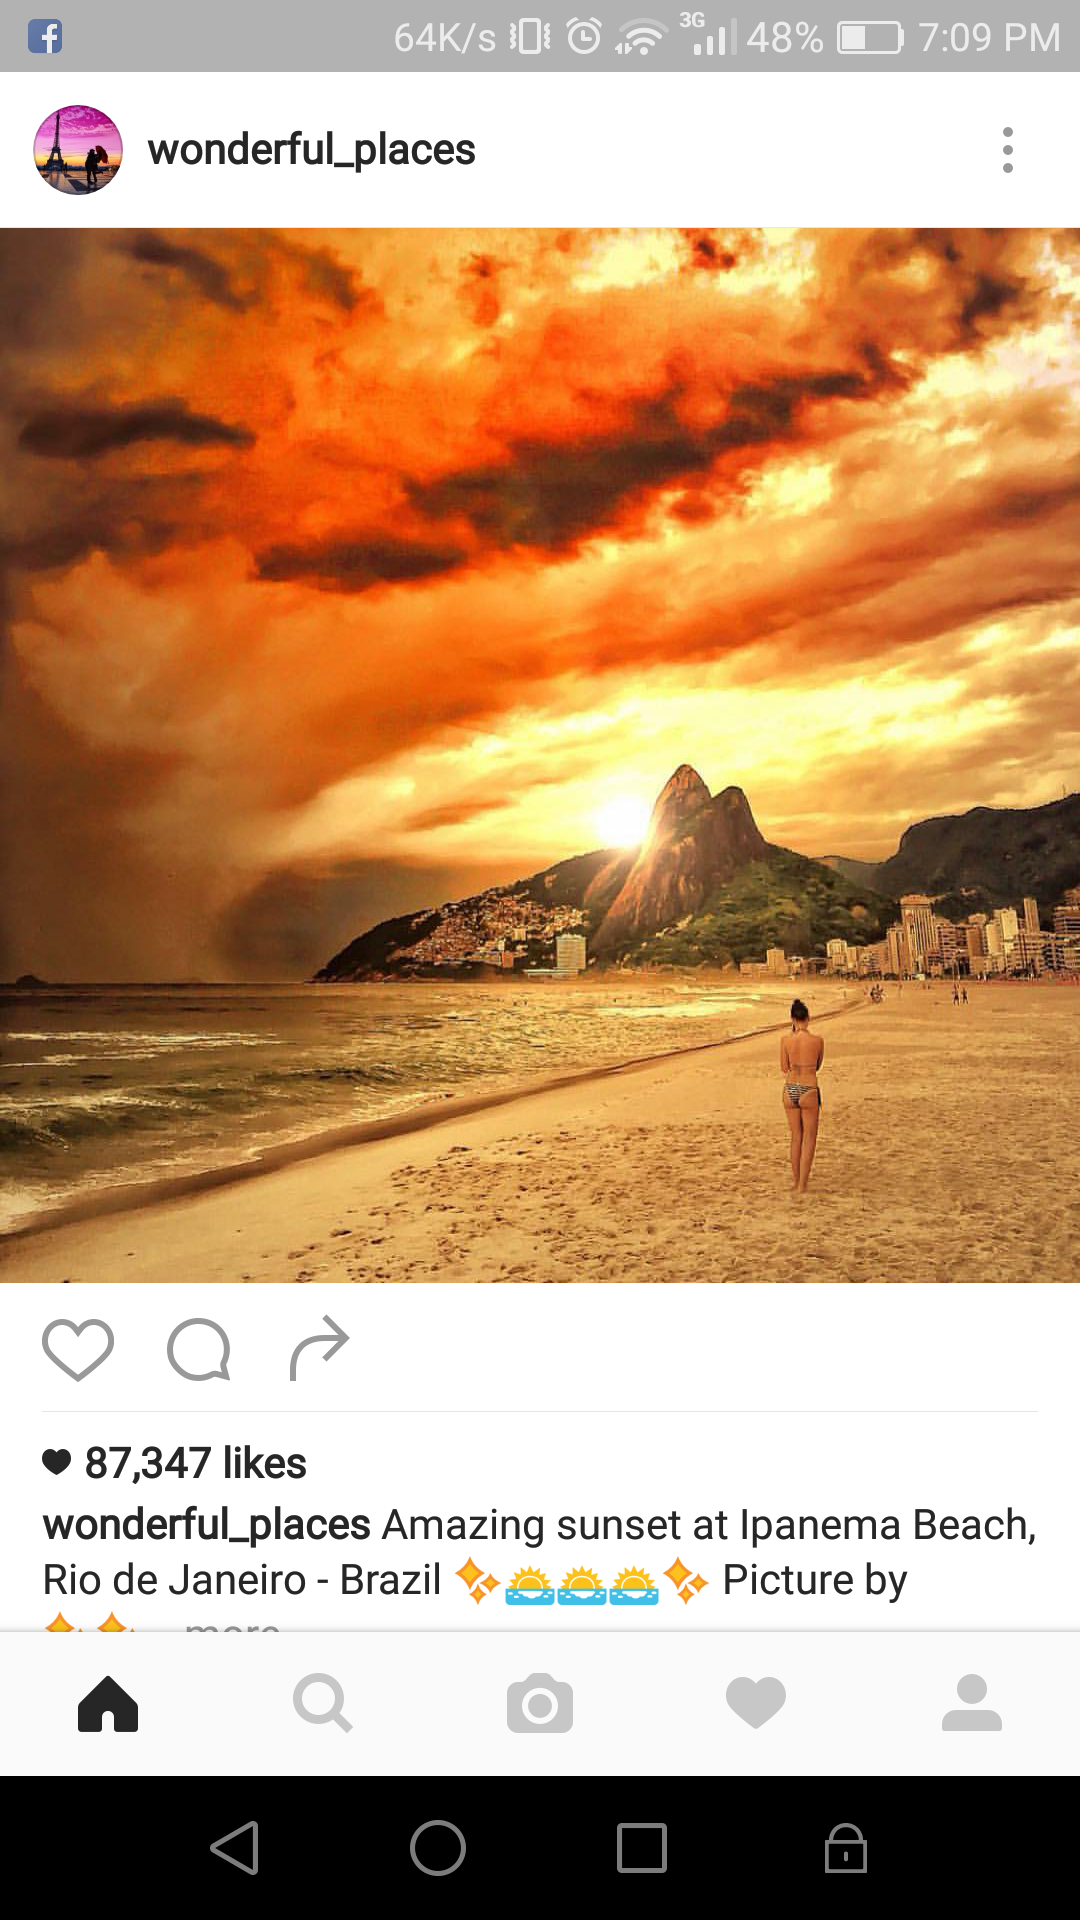 64K/s 3G 48% 7:09 PM
wonderful_places
87,347 likes
wonderful_places Amazing sunset at Ipanema Beach,
Rio de Janeiro - Brazil ✨🌅🌅🌅✨ Picture by
✨✨... more